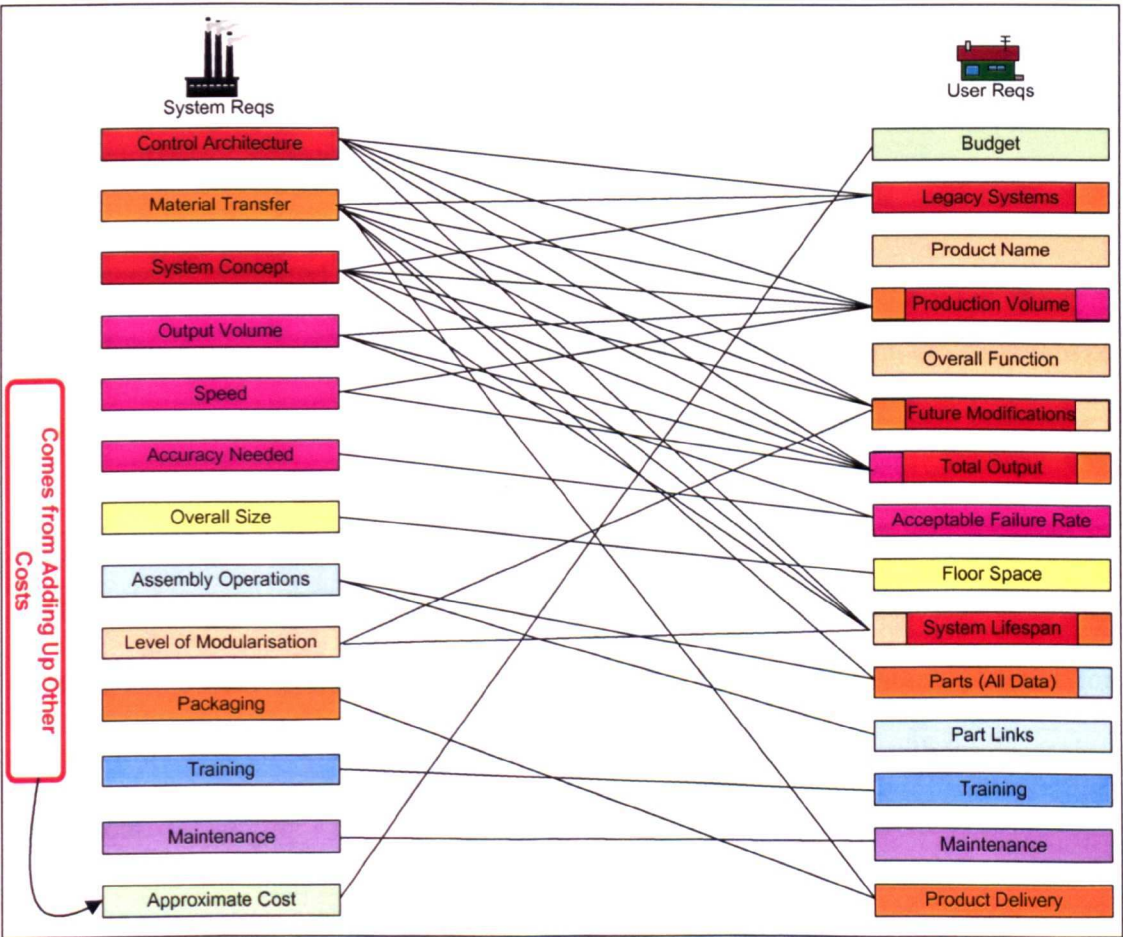 System Reqs
User Reqs
Control Architecture
Material Transfer
System Concept
Output Volume
Speed
Accuracy Needed
Overall Size
Assembly Operations
Level of Modularisation
Packaging
Training
Maintenance
Approximate Cost
Budget
Legacy Systems
Product Name
Production Volume
Overall Function
Future Modifications
Total Output
Acceptable Failure Rate
Floor Space
System Lifespan
Parts (All Data)
Part Links
Training
Maintenance
Product Delivery
Comes from Adding Up Other
Costs